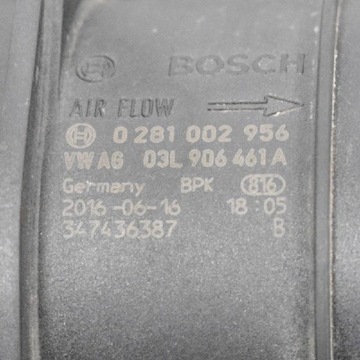 BOSCH
AIR FLOW
0 281 002 956
VW AG 03L 906 461 A
Germany BPK 816
2016-06-16 18:05
347436387 B